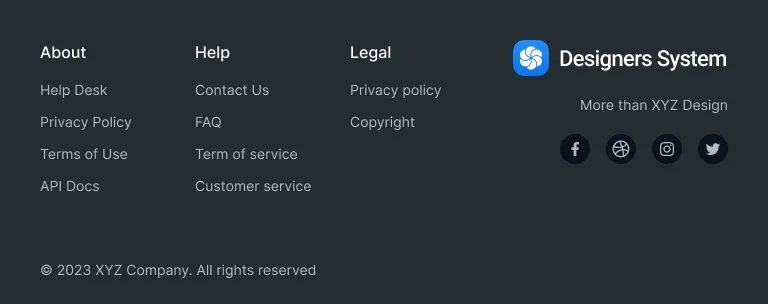 About
Help Desk
Privacy Policy
Terms of Use
API Docs
Help
Contact Us
FAQ
Term of service
Customer service
Legal
Privacy policy
Copyright
Designers System
More than XYZ Design
© 2023 XYZ Company. All rights reserved